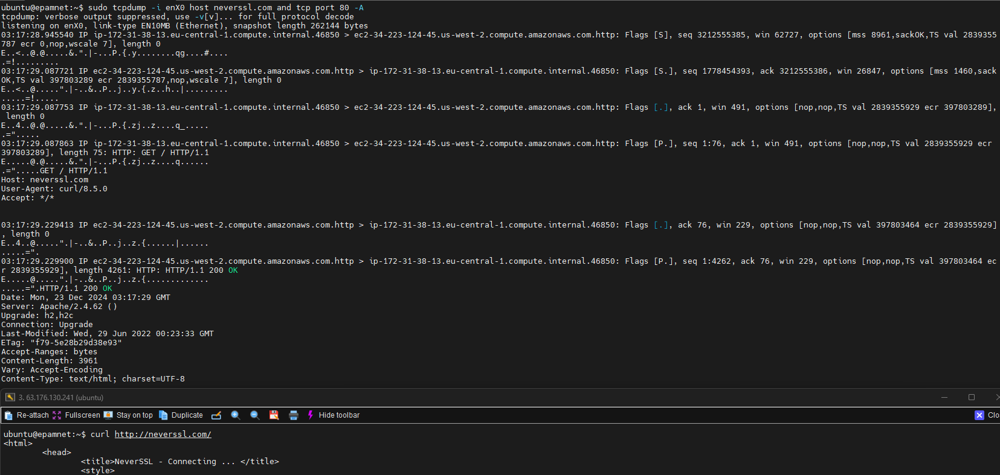 ubuntu@epamnet:~$ sudo tcpdump -i enX0 host neverssl.com and tcp port 80 -A
tcpdump: verbose output suppressed, use -v[v]... for full protocol decode
listening on enX0, link-type EN10MB (Ethernet), snapshot length 262144 bytes
03:17:28.945540 IP ip-172-31-38-13.eu-central-1.compute.internal.46850 > ec2-34-223-124-45.us-west-2.compute.amazonaws.com.http: Flags [S], seq 3212555385, win 62727, options [mss 8961,sackOK,TS val 2839355
787 ecr 0,nop,wscale 7], length 0
E..<..@.@.....&.".|-...P.{.y........qg....#....
.=!.........
03:17:29.087721 IP ec2-34-223-124-45.us-west-2.compute.amazonaws.com.http > ip-172-31-38-13.eu-central-1.compute.internal.46850: Flags [S.], seq 1778454393, ack 3212555386, win 26847, options [mss 1460,sack
OK,TS val 397803289 ecr 2839355787,nop,wscale 7], length 0
E..<..@.....".|-..&..P..j..y.{.z..h..|.........
.....=!.....
03:17:29.087753 IP ip-172-31-38-13.eu-central-1.compute.internal.46850 > ec2-34-223-124-45.us-west-2.compute.amazonaws.com.http: Flags [.], ack 1, win 491, options [nop,nop,TS val 2839355929 ecr 397803289],
length 0
E..4..@.@.....&.".|-...P.{.zj..z....q_.....
.=".....
03:17:29.087863 IP ip-172-31-38-13.eu-central-1.compute.internal.46850 > ec2-34-223-124-45.us-west-2.compute.amazonaws.com.http: Flags [P.], seq 1:76, ack 1, win 491, options [nop,nop,TS val 2839355929 ecr
397803289], length 75: HTTP: GET / HTTP/1.1
E.....@.@.....&.".|-...P.{.zj..z....q......
.=".....GET / HTTP/1.1
Host: neverssl.com
User-Agent: curl/8.5.0
Accept: */*
03:17:29.229413 IP ec2-34-223-124-45.us-west-2.compute.amazonaws.com.http > ip-172-31-38-13.eu-central-1.compute.internal.46850: Flags [.], ack 76, win 229, options [nop,nop,TS val 397803464 ecr 2839355929]
, length 0
E..4..@.....".|-..&..P..j..z.{......|......
.....=".
03:17:29.229900 IP ec2-34-223-124-45.us-west-2.compute.amazonaws.com.http > ip-172-31-38-13.eu-central-1.compute.internal.46850: Flags [P.], seq 1:4262, ack 76, win 229, options [nop,nop,TS val 397803464 ec
r 2839355929], length 4261: HTTP: HTTP/1.1 200 OK
E.....@.....".|-..&..P..j..z.{.............
.....=".HTTP/1.1 200 OK
Date: Mon, 23 Dec 2024 03:17:29 GMT
Server: Apache/2.4.62 ()
Upgrade: h2,h2c
Connection: Upgrade
Last-Modified: Wed, 29 Jun 2022 00:23:33 GMT
ETag: "f79-5e28b29d38e93"
Accept-Ranges: bytes
Content-Length: 3961
Vary: Accept-Encoding
Content-Type: text/html; charset=UTF-8
3. 63.176.130.241 (ubuntu)
Re-attach Fullscreen Stay on top Duplicate Hide toolbar Clo
ubuntu@epamnet:~$ curl http://neverssl.com/
<html>
<head>
<title>NeverSSL - Connecting ... </title>
<style>